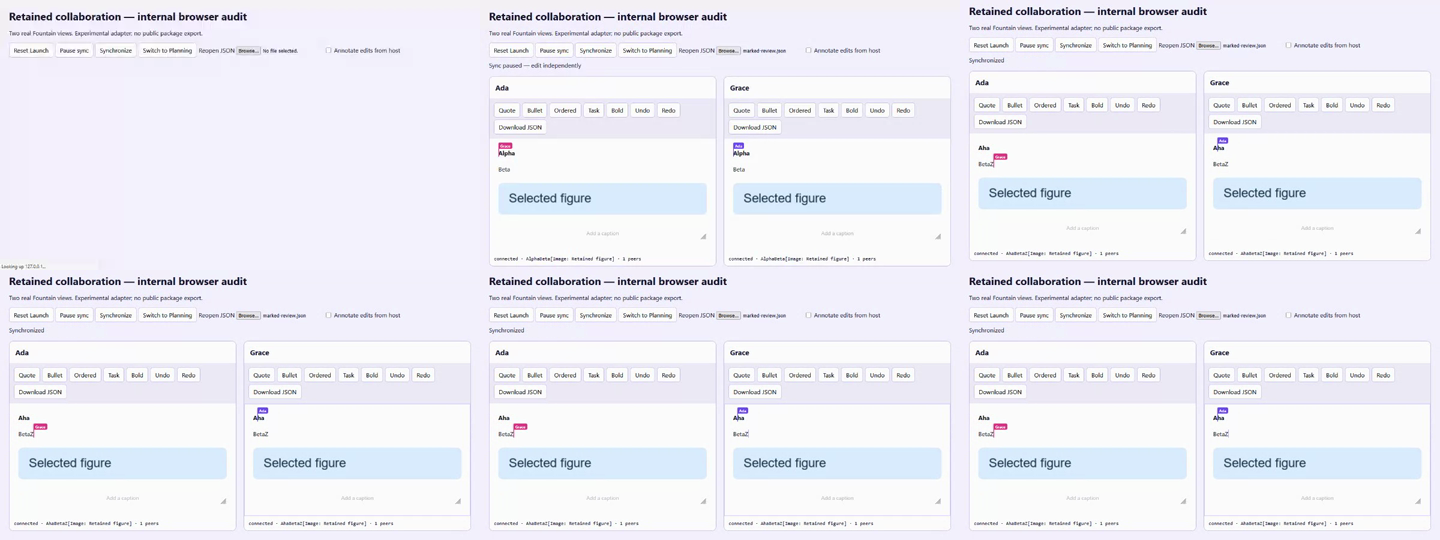 Retained collaboration — internal browser audit
Two real Fountain views. Experimental adapter; no public package export.
Reset Launch Pause sync Synchronize Switch to Planning Reopen JSON Browse... No file selected. Annotate edits from host
Looking up 127.0.0.1...
Retained collaboration — internal browser audit
Two real Fountain views. Experimental adapter; no public package export.
Reset Launch Pause sync Synchronize Switch to Planning Reopen JSON Browse... marked-review.json Annotate edits from host
Sync paused — edit independently
Ada
Quote Bullet Ordered Task Bold Undo Redo
Download JSON
Grace
Alpha
Beta
Selected figure
Add a caption
connected · AlphaBeta[Image: Retained figure] · 1 peers
Grace
Quote Bullet Ordered Task Bold Undo Redo
Download JSON
Ada
Alpha
Beta
Selected figure
Add a caption
connected · AlphaBeta[Image: Retained figure] · 1 peers
Retained collaboration — internal browser audit
Two real Fountain views. Experimental adapter; no public package export.
Reset Launch Pause sync Synchronize Switch to Planning Reopen JSON Browse... marked-review.json Annotate edits from host
Synchronized
Ada
Quote Bullet Ordered Task Bold Undo Redo
Download JSON
Aha
Grace
BetaZ
Selected figure
Add a caption
connected · AhaBetaZ[Image: Retained figure] · 1 peers
Grace
Quote Bullet Ordered Task Bold Undo Redo
Download JSON
Ada
Aha
BetaZ
Selected figure
Add a caption
connected · AhaBetaZ[Image: Retained figure] · 1 peers
Retained collaboration — internal browser audit
Two real Fountain views. Experimental adapter; no public package export.
Reset Launch Pause sync Synchronize Switch to Planning Reopen JSON Browse... marked-review.json Annotate edits from host
Synchronized
Ada
Quote Bullet Ordered Task Bold Undo Redo
Download JSON
Aha
Grace
BetaZ
Selected figure
Add a caption
connected · AhaBetaZ[Image: Retained figure] · 1 peers
Grace
Quote Bullet Ordered Task Bold Undo Redo
Download JSON
Ada
Aha
BetaZ
Selected figure
Add a caption
connected · AhaBetaZ[Image: Retained figure] · 1 peers
Retained collaboration — internal browser audit
Two real Fountain views. Experimental adapter; no public package export.
Reset Launch Pause sync Synchronize Switch to Planning Reopen JSON Browse... marked-review.json Annotate edits from host
Synchronized
Ada
Quote Bullet Ordered Task Bold Undo Redo
Download JSON
Aha
Grace
BetaZ
Selected figure
Add a caption
connected · AhaBetaZ[Image: Retained figure] · 1 peers
Grace
Quote Bullet Ordered Task Bold Undo Redo
Download JSON
Ada
Aha
BetaZ
Selected figure
Add a caption
connected · AhaBetaZ[Image: Retained figure] · 1 peers
Retained collaboration — internal browser audit
Two real Fountain views. Experimental adapter; no public package export.
Reset Launch Pause sync Synchronize Switch to Planning Reopen JSON Browse... marked-review.json Annotate edits from host
Synchronized
Ada
Quote Bullet Ordered Task Bold Undo Redo
Download JSON
Aha
Grace
BetaZ
Selected figure
Add a caption
connected · AhaBetaZ[Image: Retained figure] · 1 peers
Grace
Quote Bullet Ordered Task Bold Undo Redo
Download JSON
Ada
Aha
BetaZ
Selected figure
Add a caption
connected · AhaBetaZ[Image: Retained figure] · 1 peers